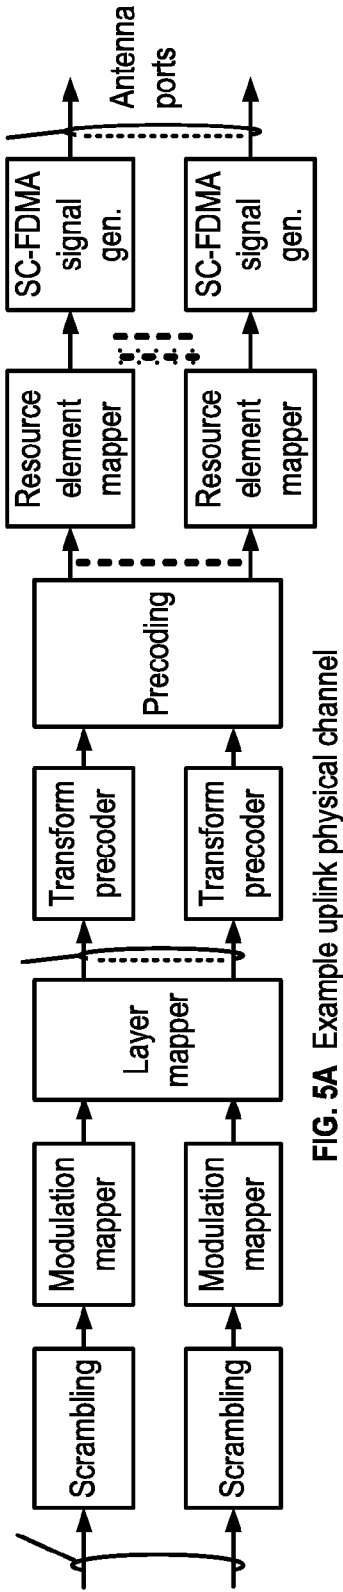 Scrambling
Modulation
mapper
Layer
mapper
Transform
precoder
Precoding
Resource
element
mapper
SC-FDMA
signal
gen.
Antenna
ports
Scrambling
Modulation
mapper
Transform
precoder
Resource
element
mapper
SC-FDMA
signal
gen.
FIG. 5A Example uplink physical channel